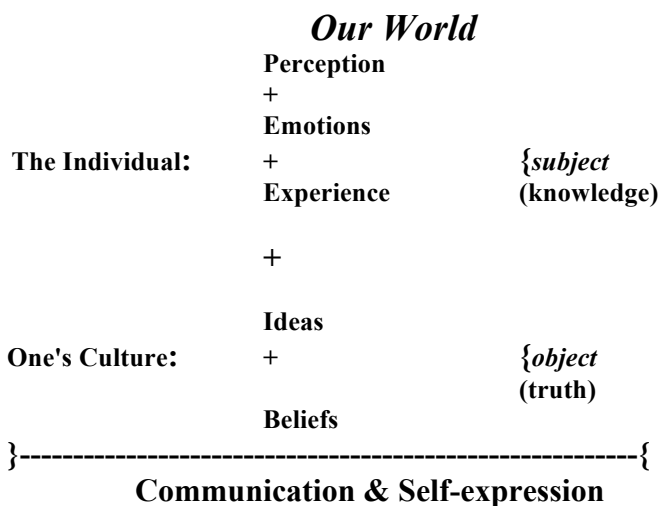 Our World
Perception
+
Emotions
The Individual: + {subject
Experience (knowledge)
+
Ideas
One's Culture: + {object
(truth)
Beliefs
}-----------------------------------------------------------{
Communication & Self-expression